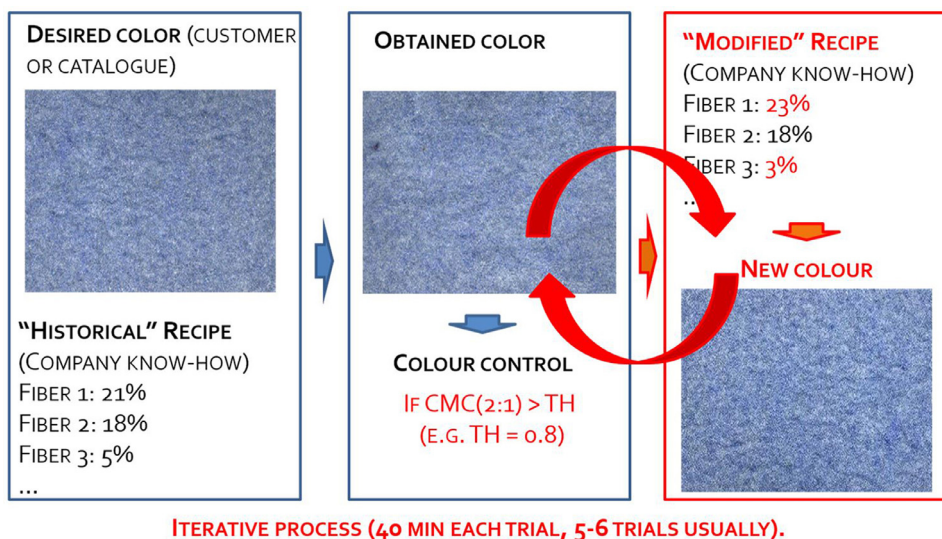 DESIRED COLOR (CUSTOMER
OR CATALOGUE)
"HISTORICAL" RECIPE
(COMPANY KNOW-HOW)
FIBER 1: 21%
FIBER 2: 18%
FIBER 3: 5%
...
OBTAINED COLOR
COLOUR CONTROL
IF CMC(2:1) > TH
(E.G. TH = 0.8)
"MODIFIED" RECIPE
(COMPANY KNOW-HOW)
FIBER 1: 23%
FIBER 2: 18%
FIBER 3: 3%
...
NEW COLOUR
ITERATIVE PROCESS (40 MIN EACH TRIAL, 5-6 TRIALS USUALLY).